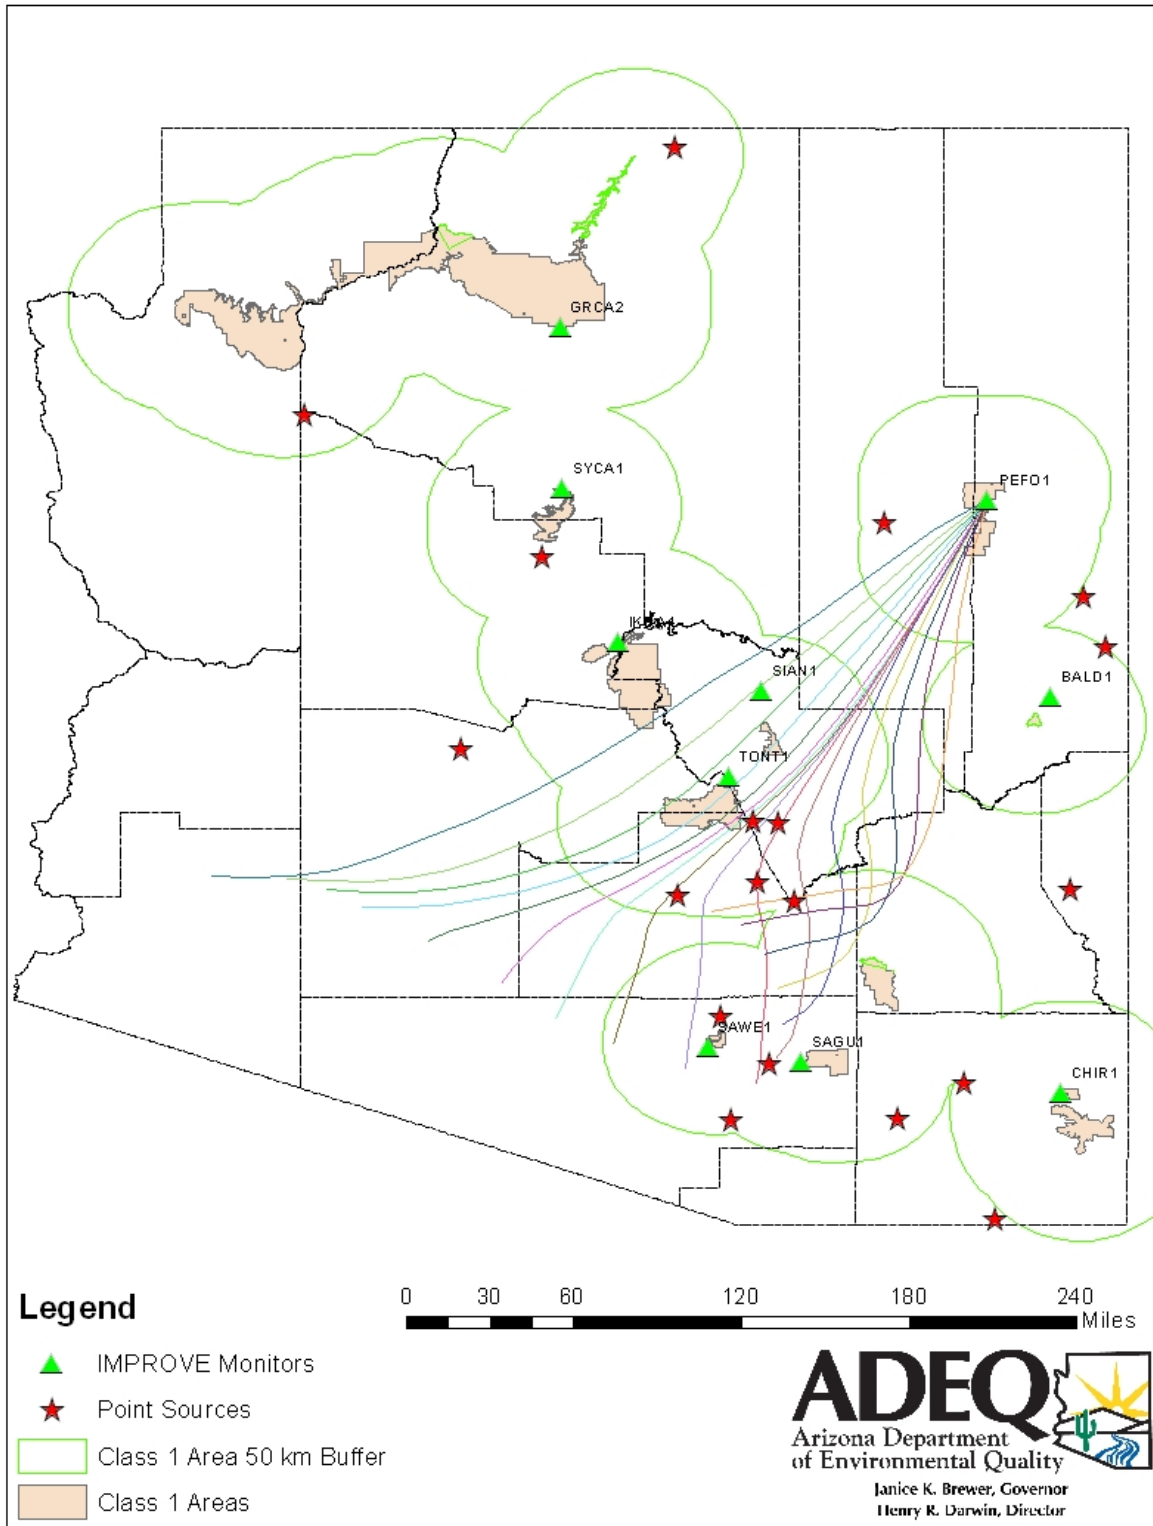 GRCA2
SYCA1
PEFO1
SIAN1
BALD1
TONT1
SAWE1
SAGU1
CHIR1
Legend
0 30 60 120 180 240
Miles
IMPROVE Monitors
Point Sources
Class 1 Area 50 km Buffer
Class 1 Areas
ADEQ
Arizona Department
of Environmental Quality
Janice K. Brewer, Governor
Henry R. Darwin, Director